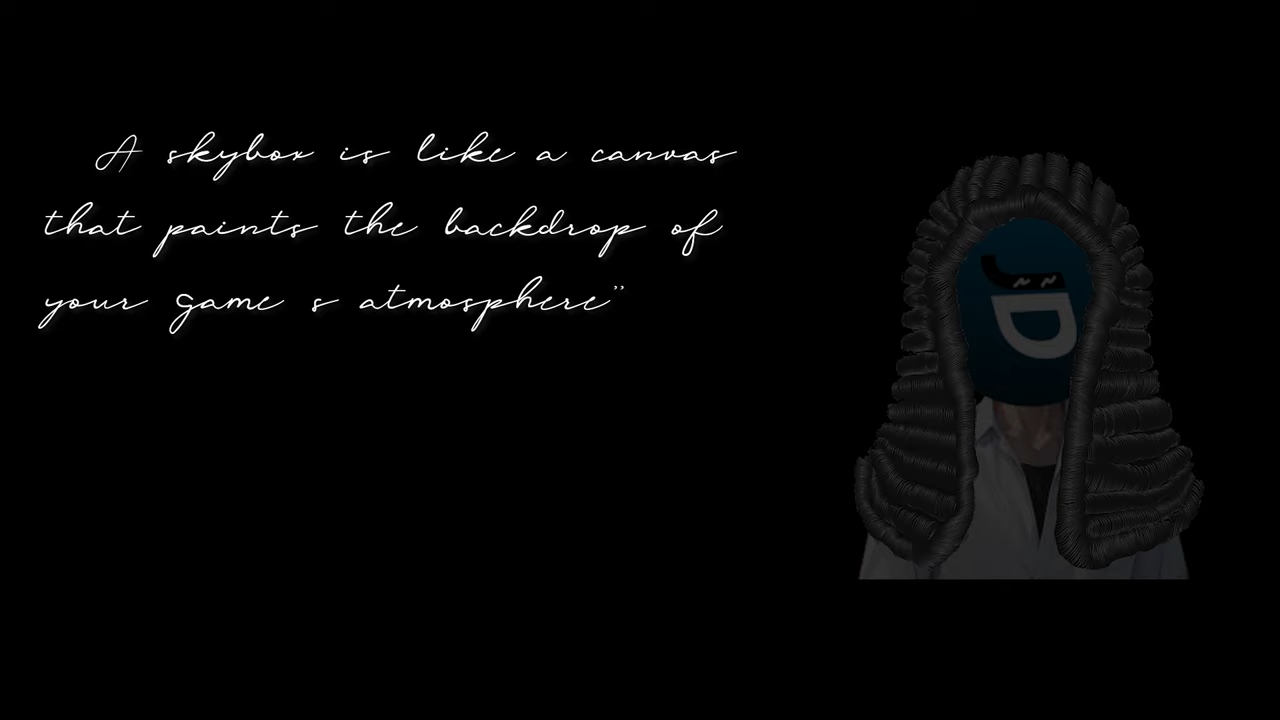 A skybox is like a canvas
that paints the backdrop of
your game s atmosphere”